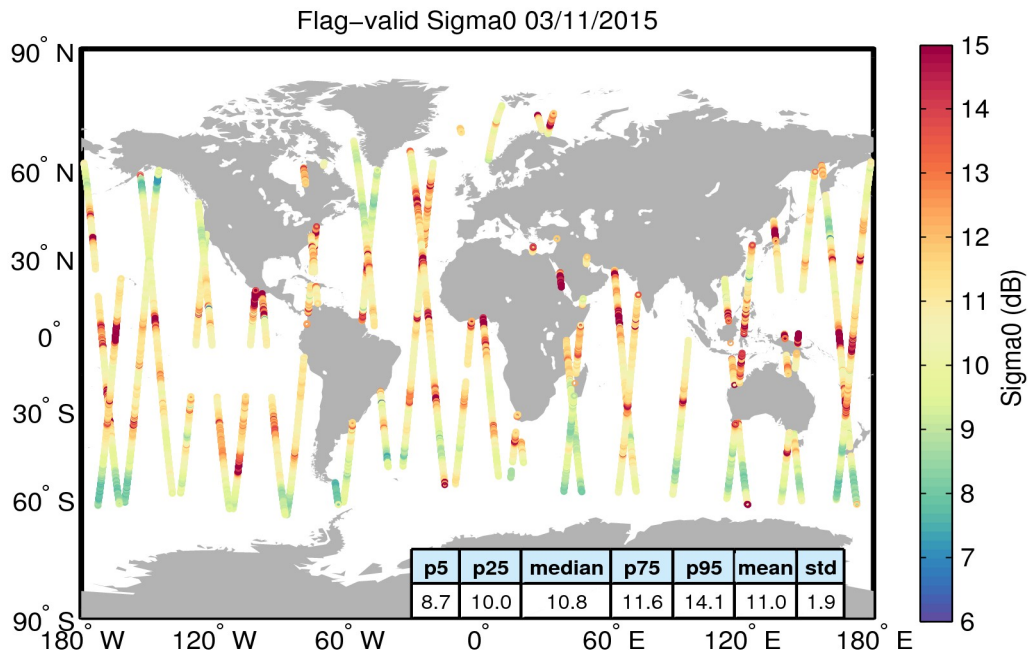 Flag−valid Sigma0 03/11/2015
90° N
60° N
30° N
0°
30° S
60° S
90° S
180° W
120° W
60° W
0°
60° E
120° E
180° E
15
14
13
12
11
10
9
8
7
6
Sigma0 (dB)
p5 p25 median p75 p95 mean std
8.7 10.0 10.8 11.6 14.1 11.0 1.9